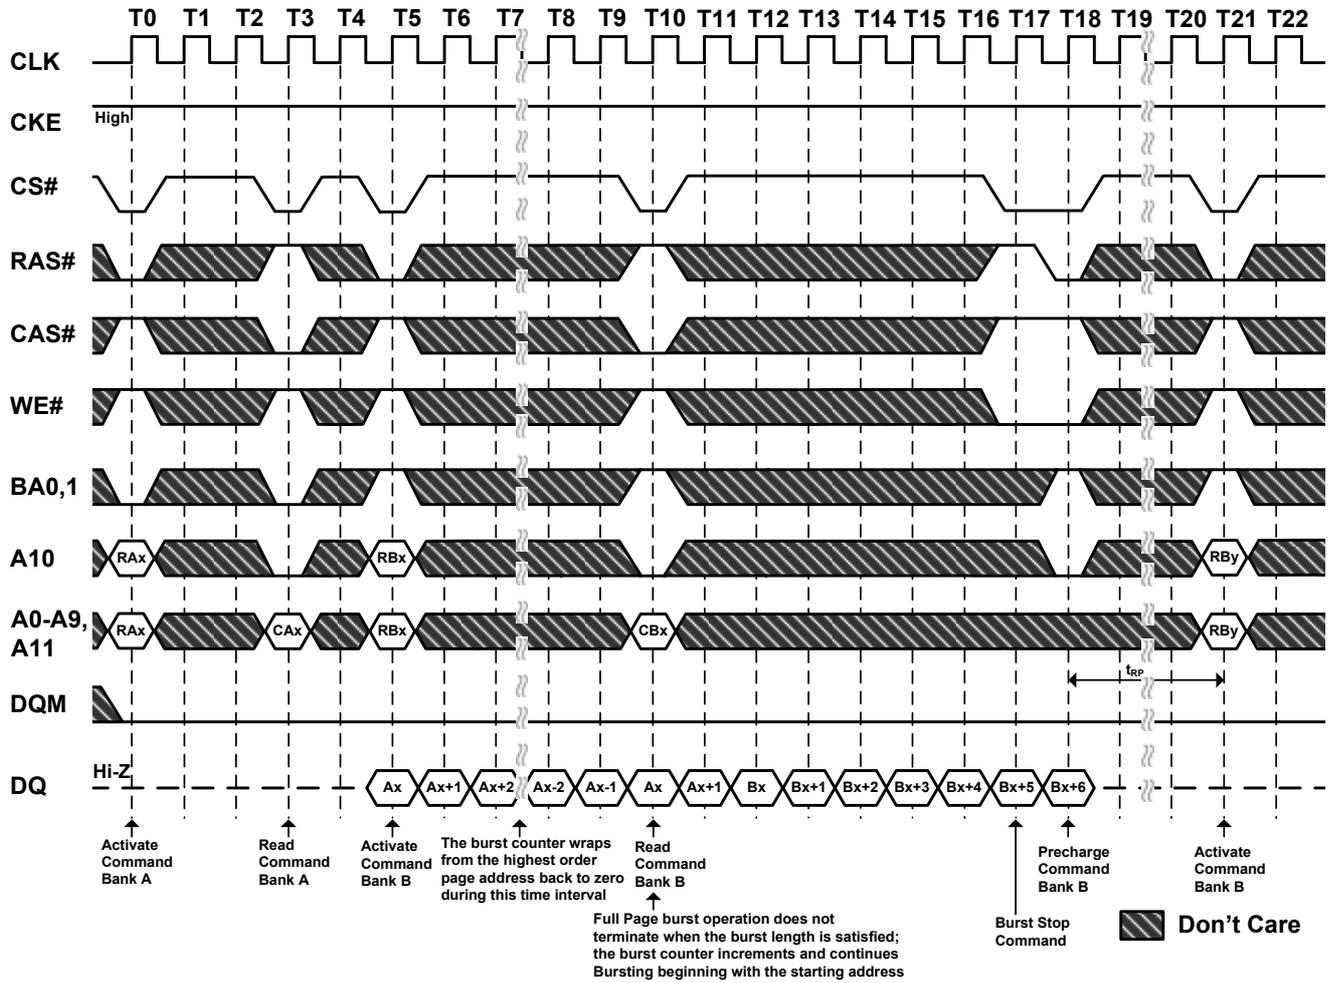 T0 T1 T2 T3 T4 T5 T6 T7 T8 T9 T10 T11 T12 T13 T14 T15 T16 T17 T18 T19 T20 T21 T22
CLK
CKE
High
CS#
RAS#
CAS#
WE#
BA0,1
A10
RAx RBx RBy
A0-A9,
A11
RAx CAx RBx CBx RBy
tRP
DQM
DQ
Hi-Z
Ax Ax+1 Ax+2 Ax-2 Ax-1 Ax Ax+1 Bx Bx+1 Bx+2 Bx+3 Bx+4 Bx+5 Bx+6
Activate
Command
Bank A
Read
Command
Bank A
Activate
Command
Bank B
The burst counter wraps
from the highest order
page address back to zero
during this time interval
Read
Command
Bank B
Full Page burst operation does not
terminate when the burst length is satisfied;
the burst counter increments and continues
Bursting beginning with the starting address
Burst Stop
Command
Precharge
Command
Bank B
Activate
Command
Bank B
Don't Care